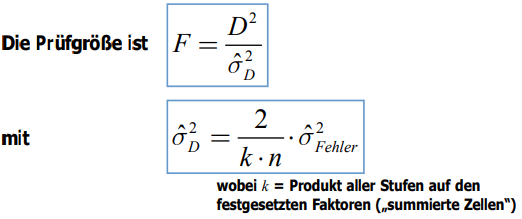 Die Prüfgröße ist F = D² / σ̂²_D
mit σ̂²_D = 2 / (k · n) · σ̂²_Fehler
wobei k = Produkt aller Stufen auf den
festgesetzten Faktoren („summierte Zellen“)